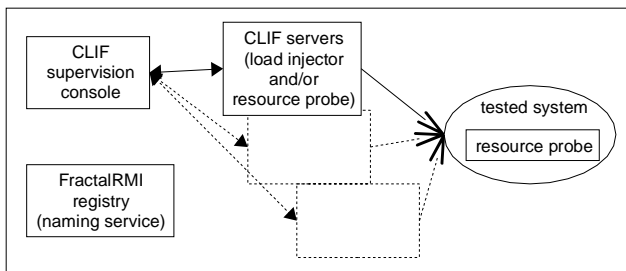 CLIF
supervision
console
CLIF servers
(load injector
and/or
resource probe)
tested system
resource probe
FractalRMI
registry
(naming service)